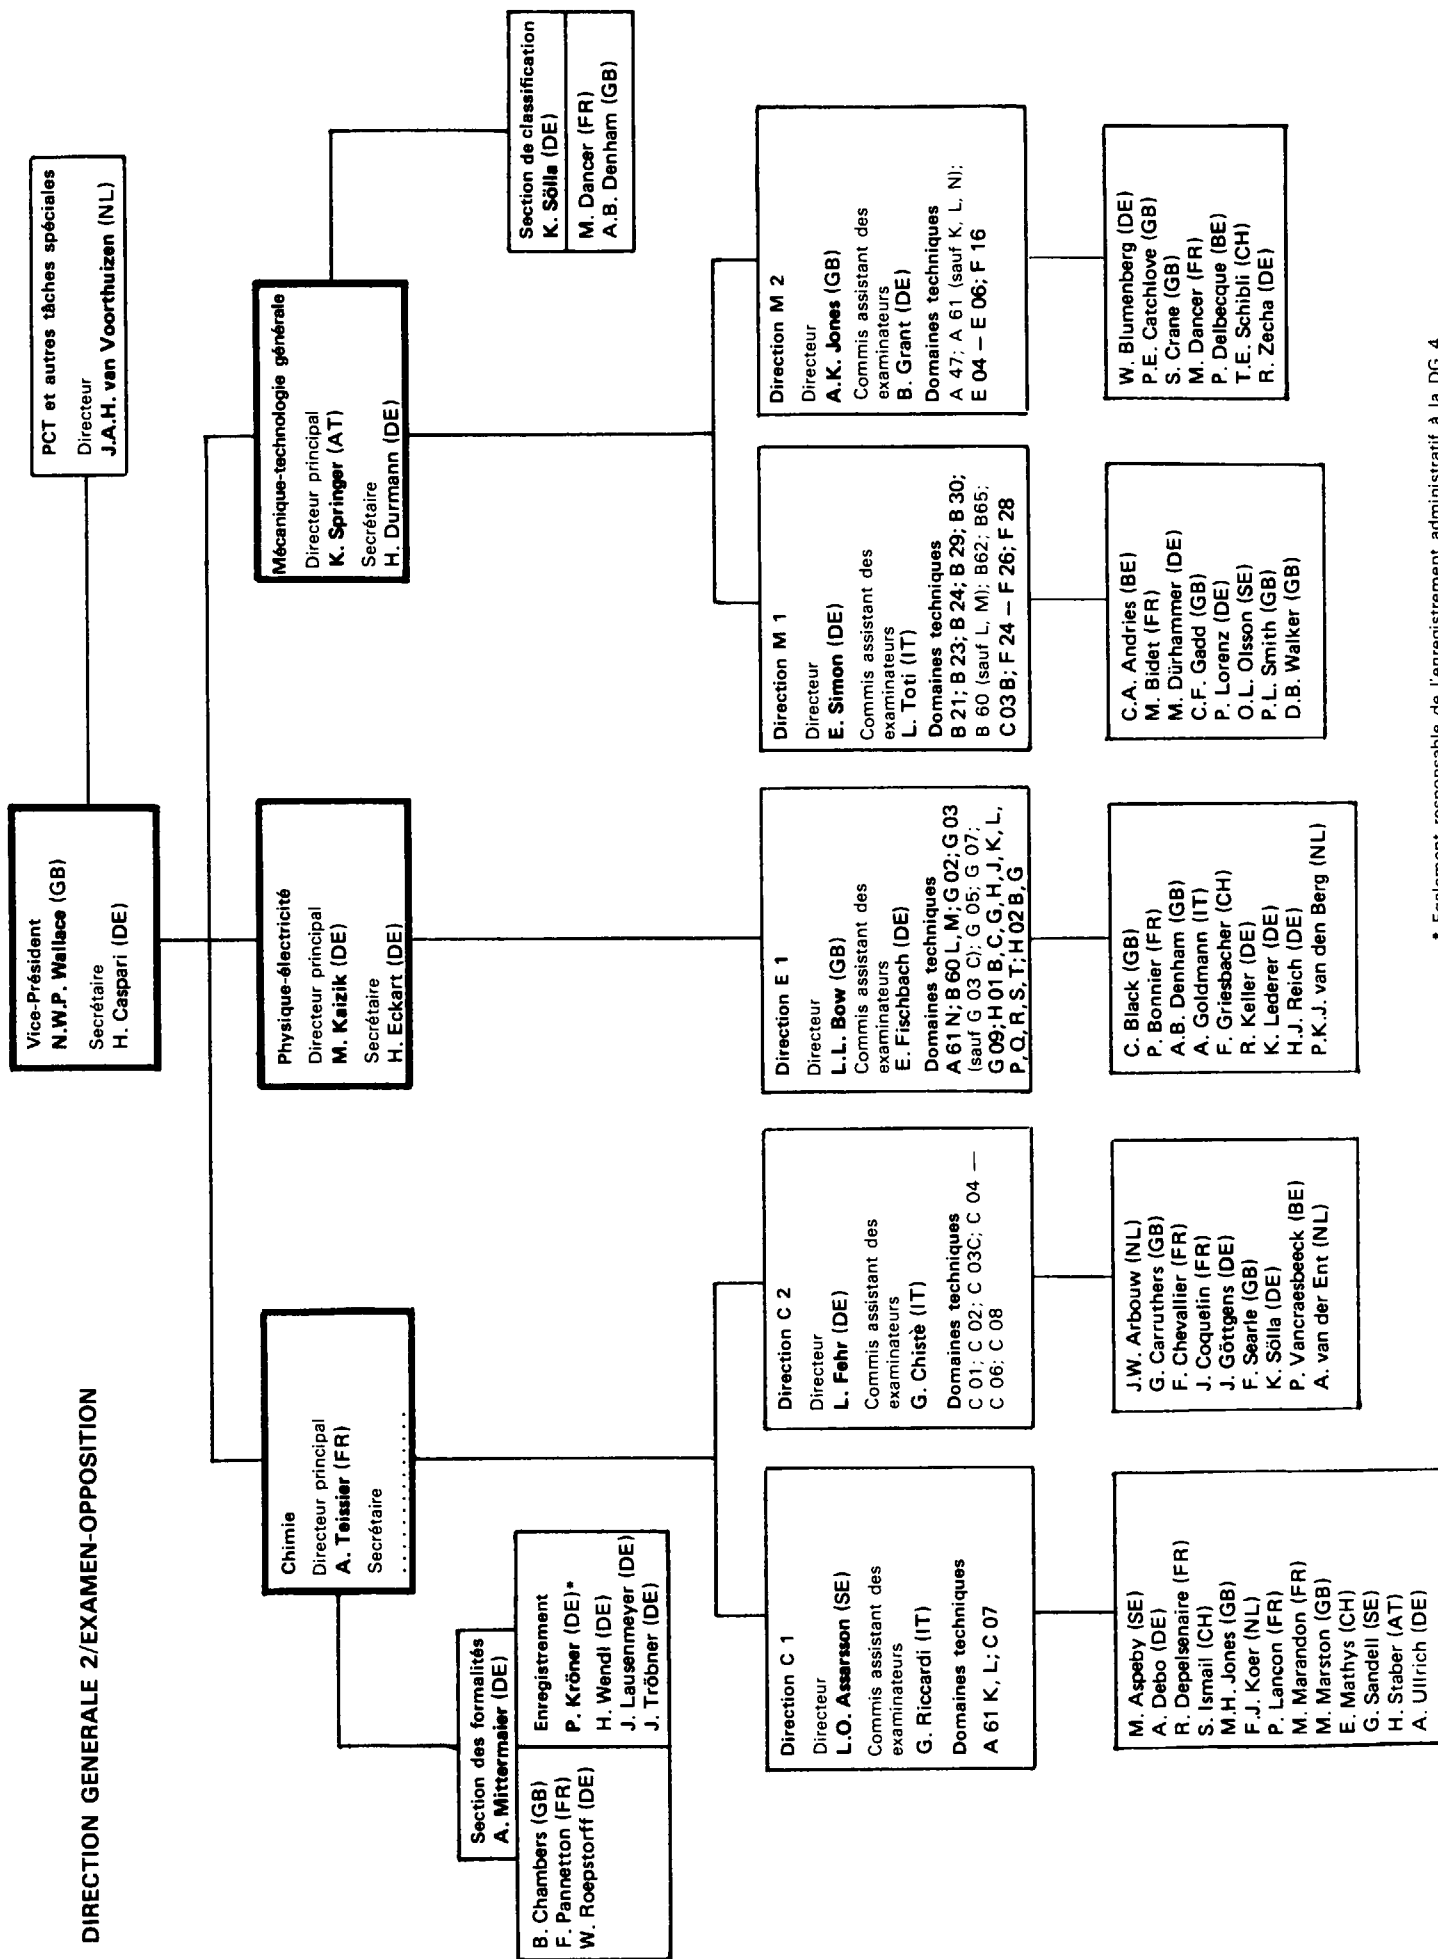 DIRECTION GENERALE 2/EXAMEN-OPPOSITION
Vice-Président
N.W.P. Wallace (GB)
Secrétaire
H. Caspari (DE)
PCT et autres tâches spéciales
Directeur
J.A.H. van Voorthuizen (NL)
Chimie
Directeur principal
A. Teissier (FR)
Secrétaire
. . . . . . . . . . . . . .
Physique-électricité
Directeur principal
M. Kaizik (DE)
Secrétaire
H. Eckart (DE)
Mécanique-technologie générale
Directeur principal
K. Springer (AT)
Secrétaire
H. Durmann (DE)
Section des formalités
A. Mittermaier (DE)
B. Chambers (GB)
F. Pannetton (FR)
W. Roepstorff (DE)
Enregistrement
P. Kröner (DE)*
H. Wendl (DE)
J. Lausenmeyer (DE)
J. Tröbner (DE)
Section de classification
K. Sölla (DE)
M. Dancer (FR)
A.B. Denham (GB)
Direction C 1
Directeur
L.O. Assarsson (SE)
Commis assistant des
examinateurs
G. Riccardi (IT)
Domaines techniques
A 61 K, L; C 07
Direction C 2
Directeur
L. Fehr (DE)
Commis assistant des
examinateurs
G. Chistè (IT)
Domaines techniques
C 01; C 02; C 03C; C 04 —
C 06; C 08
Direction E 1
Directeur
L.L. Bow (GB)
Commis assistant des
examinateurs
E. Fischbach (DE)
Domaines techniques
A 61 N; B 60 L, M; G 02; G 03
(sauf G 03 C); G 05; G 07;
G 09; H 01 B, C, G, H, J, K, L,
P, Q, R, S, T; H 02 B, G
Direction M 1
Directeur
E. Simon (DE)
Commis assistant des
examinateurs
L. Toti (IT)
Domaines techniques
B 21; B 23; B 24; B 29; B 30;
B 60 (sauf L, M); B62; B65;
C 03 B; F 24 — F 26; F 28
Direction M 2
Directeur
A.K. Jones (GB)
Commis assistant des
examinateurs
B. Grant (DE)
Domaines techniques
A 47; A 61 (sauf K, L, N);
E 04 — E 06; F 16
M. Aspeby (SE)
A. Debo (DE)
R. Depelsenaire (FR)
S. Ismail (CH)
M.H. Jones (GB)
F.J. Koer (NL)
P. Lancon (FR)
M. Marandon (FR)
M. Marston (GB)
E. Mathys (CH)
G. Sandell (SE)
H. Staber (AT)
A. Ullrich (DE)
J.W. Arbouw (NL)
G. Carruthers (GB)
F. Chevallier (FR)
J. Coquelin (FR)
J. Göttgens (DE)
F. Searle (GB)
K. Sölla (DE)
P. Vancraesbeeck (BE)
A. van der Ent (NL)
C. Black (GB)
P. Bonnier (FR)
A.B. Denham (GB)
A. Goldmann (IT)
F. Griesbacher (CH)
R. Keller (DE)
K. Lederer (DE)
H.J. Reich (DE)
P.K.J. van den Berg (NL)
C.A. Andries (BE)
M. Bidet (FR)
M. Dürhammer (DE)
C.F. Gadd (GB)
P. Lorenz (DE)
O.L. Olsson (SE)
P.L. Smith (GB)
D.B. Walker (GB)
W. Blumenberg (DE)
P.E. Catchlove (GB)
S. Crane (GB)
M. Dancer (FR)
P. Delbecque (BE)
T.E. Schibli (CH)
R. Zecha (DE)
* Egalement responsable de l'enregistrement administratif à la DG 4